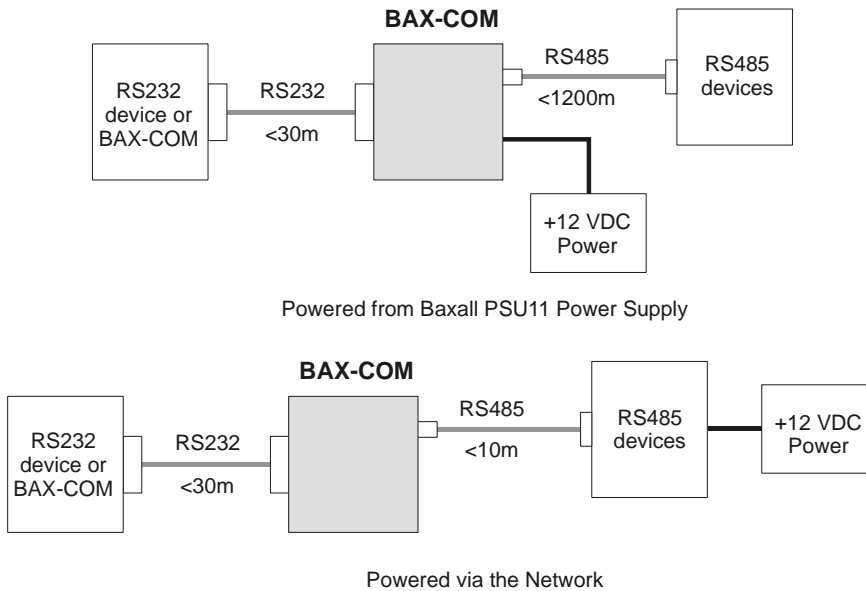 BAX-COM
RS232
device or
BAX-COM
RS232
<30m
RS485
<1200m
RS485
devices
+12 VDC
Power
Powered from Baxall PSU11 Power Supply
BAX-COM
RS232
device or
BAX-COM
RS232
<30m
RS485
<10m
RS485
devices
+12 VDC
Power
Powered via the Network